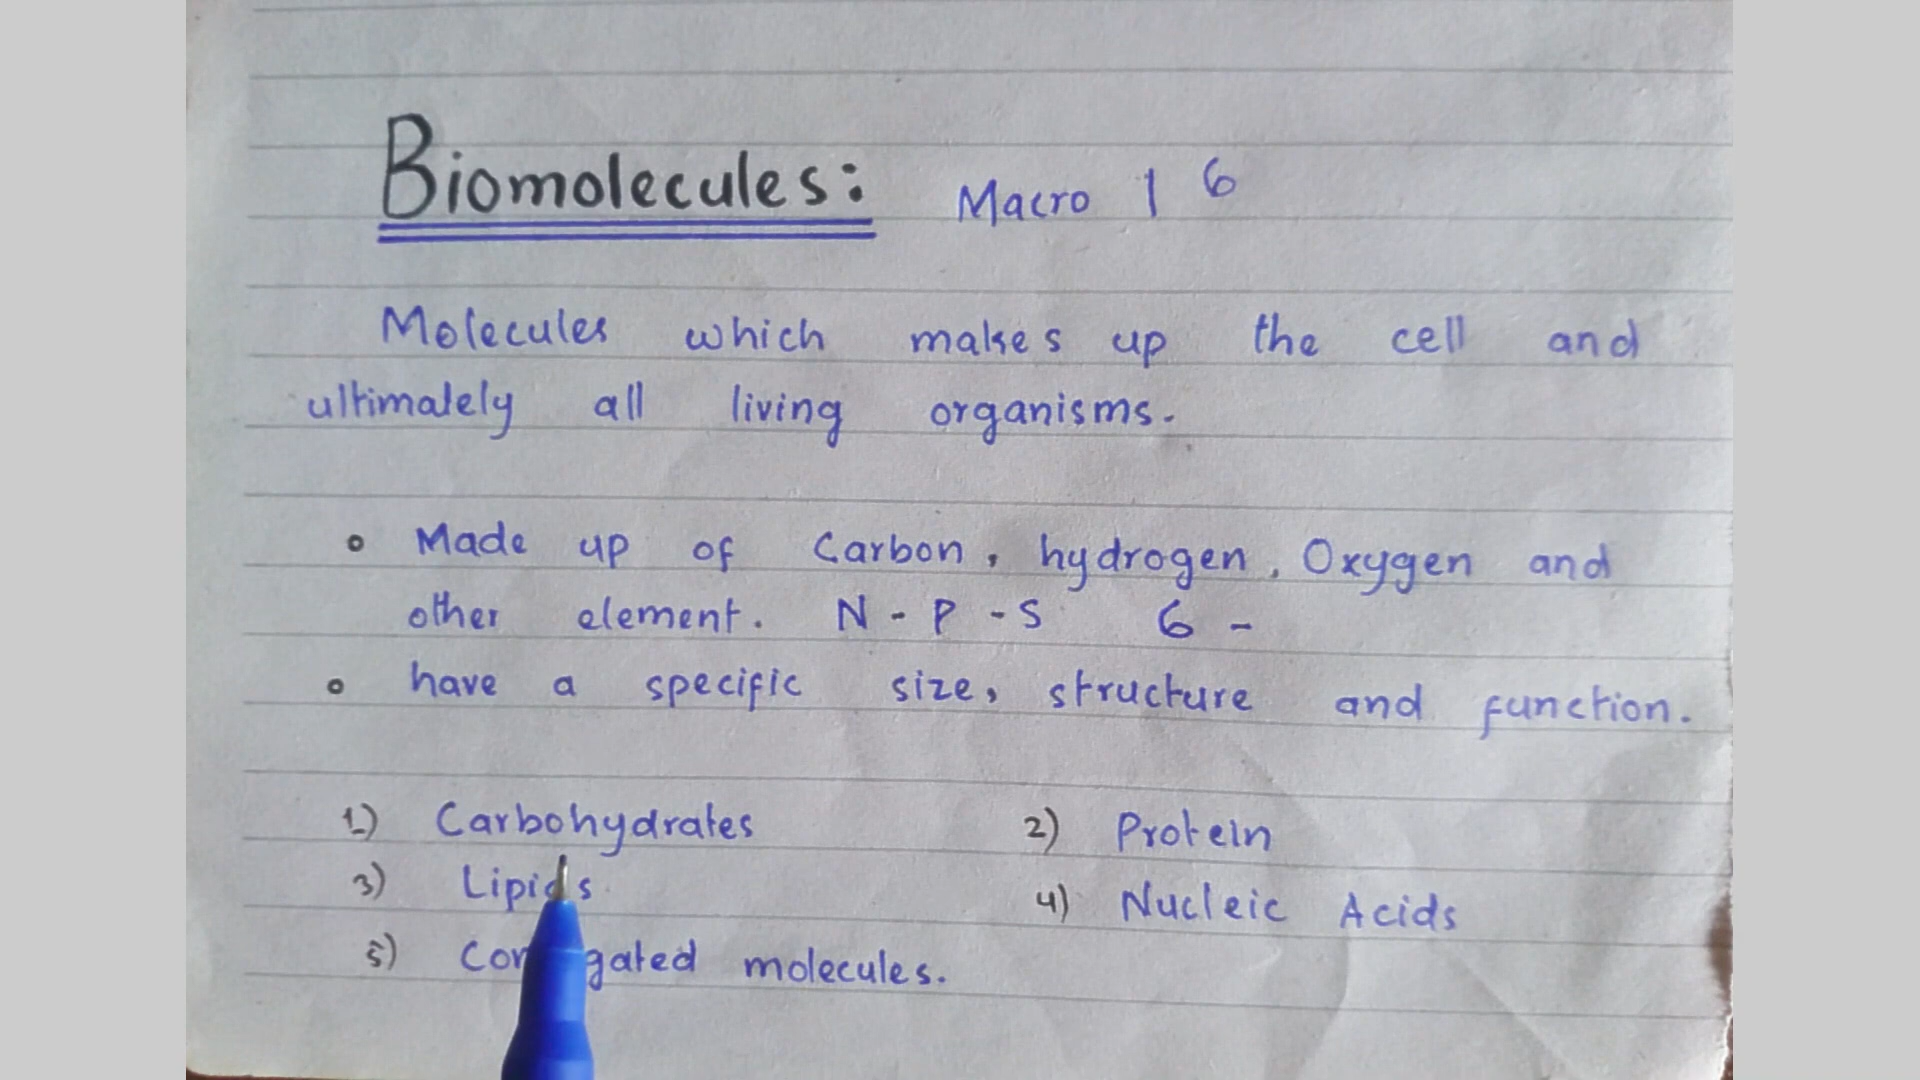 Biomolecules: Macro | 6
Molecules which makes up the cell and
ultimately all living organisms.
• Made up of Carbon, hydrogen, Oxygen and
other element. N - P - S 6 -
• have a specific size, structure and function.
1) Carbohydrates 2) Protein
3) Lipids 4) Nucleic Acids
5) molecules.